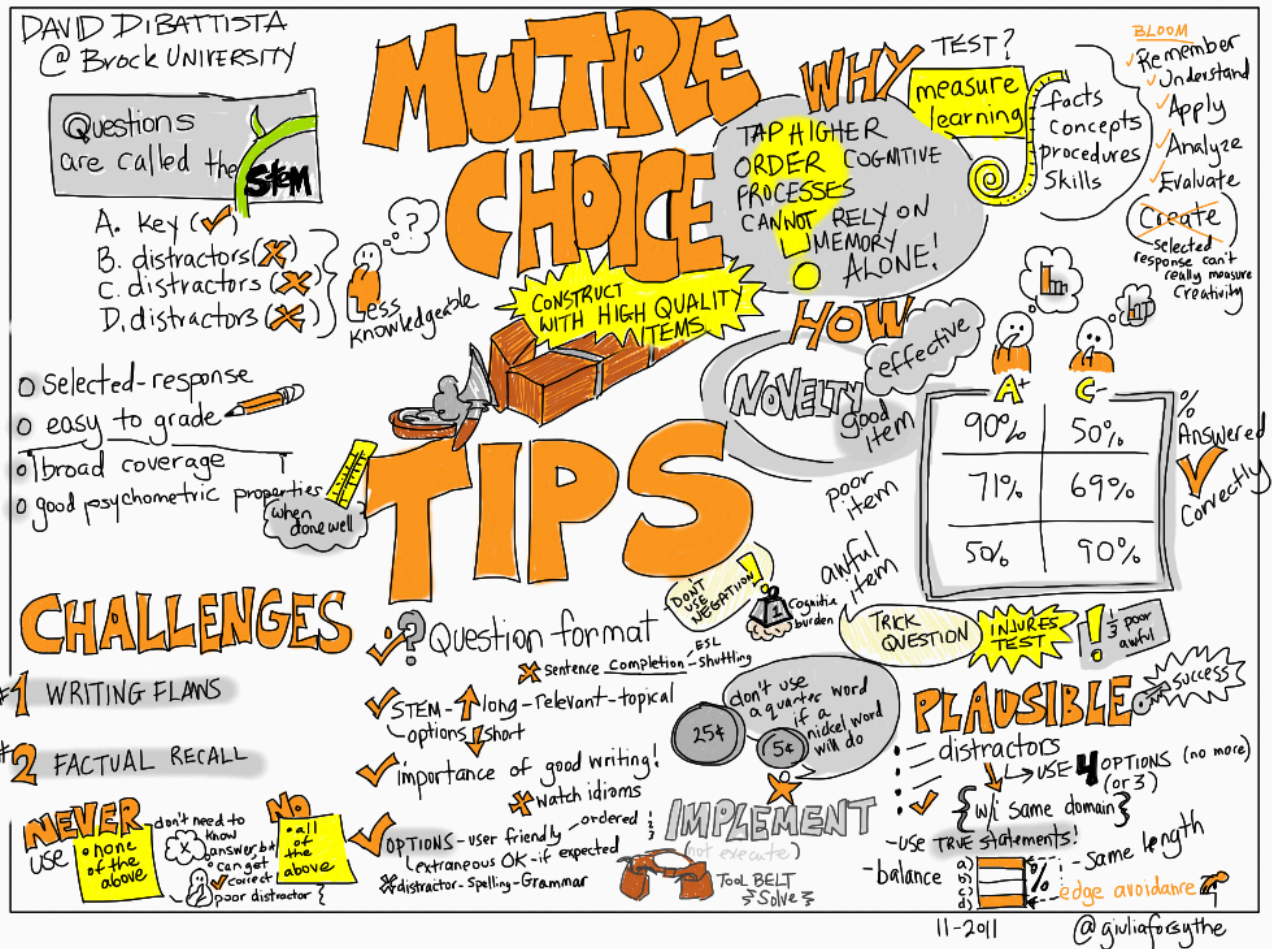 DAVID DIBATTISTA
@ BROCK UNIVERSITY
Questions
are called the
STEM
A. key (✓)
B. distractors (x)
C. distractors (x)
D. distractors (x)
?
Less
knowledgeable
selected-response
easy to grade
broad coverage
good psychometric properties
when
done well
MULTIPLE
CHOICE
CONSTRUCT
WITH HIGH QUALITY
ITEMS
TIPS
WHY
TEST?
measure
learning
facts
concepts
procedures
Skills
TAP HIGHER
ORDER COGNITIVE
PROCESSES
CANNOT RELY ON
MEMORY
ALONE!
BLOOM
Remember
Understand
Apply
Analyze
Evaluate
Create
selected
response can't
really measure
creativity
HOW
effective
NOVELTY
good
item
poor
item
awful
item
A+ C-
90% 50%
71% 69%
50% 90%
%
Answered
Correctly
TRICK
QUESTION
INJURES
TEST
! 1/3 poor
awful
CHALLENGES
#1 WRITING FLAWS
#2 FACTUAL RECALL
NEVER
use
none
of the
above
don't need to
know
answer, but
can get
correct
poor distractor
X
NO
all
of
the
above
? Question format
DON'T
USE
NEGATION
!
1
Cognitive
burden
x sentence completion - ESL
- Shuttling
STEM - long - relevant - topical
options short
importance of good writing!
watch idioms
OPTIONS - user friendly - ordered 1 2 3
extraneous OK - if expected
distractor - Spelling - Grammar
25¢
5¢
don't use
a quarter word
if a
nickel word
will do
IMPLEMENT
(not execute)
TOOL BELT
Solve
PLAUSIBLE
SUCCESS
distractors
USE 4 OPTIONS (no more)
(or 3)
{w/i same domain}
- use TRUE statements!
- balance
a)
b)
c)
d)
%
- same length
edge avoidance
11-2011
@giuliaforsythe